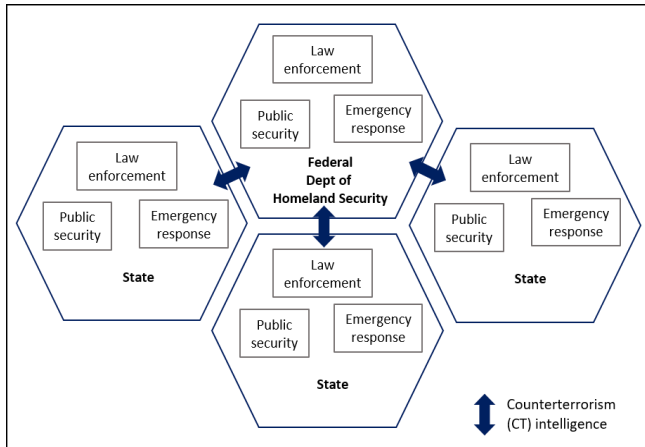 Law
enforcement
Public
security
Emergency
response
Federal
Dept of
Homeland Security
Law
enforcement
Public
security
Emergency
response
State
Law
enforcement
Public
security
Emergency
response
State
Law
enforcement
Public
security
Emergency
response
State
Counterterrorism
(CT) intelligence